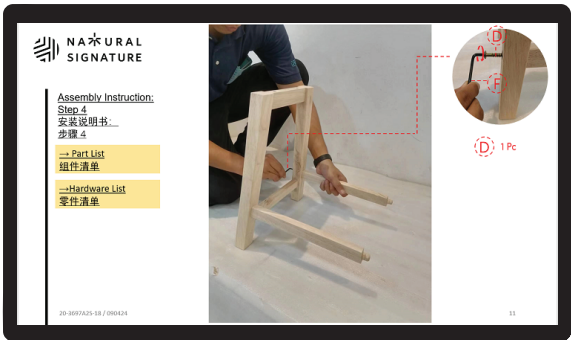 NATURAL
SIGNATURE
Assembly Instruction:
Step 4
安装说明书：
步骤 4
→ Part List
组件清单
→Hardware List
零件清单
D
F
D 1 Pc
20-3697A25-18 / 090424
11